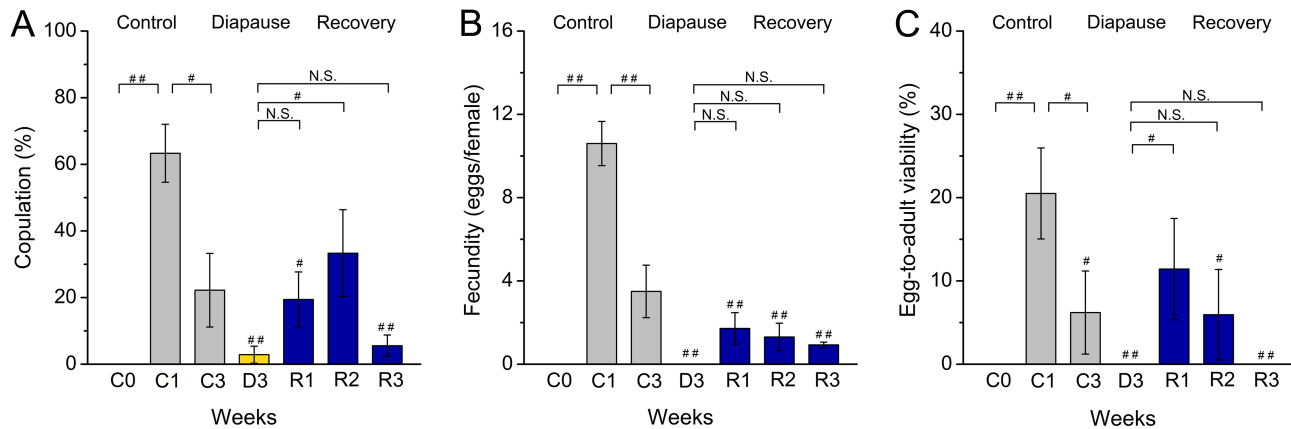 A
Control Diapause Recovery
100
80
60
40
20
0
Copulation (%)
##
#
N.S.
#
N.S.
##
#
##
C0 C1 C3 D3 R1 R2 R3
Weeks
B
Control Diapause Recovery
16
12
8
4
0
Fecundity (eggs/female)
##
##
N.S.
N.S.
N.S.
##
##
##
##
C0 C1 C3 D3 R1 R2 R3
Weeks
C
Control Diapause Recovery
40
30
20
10
0
Egg-to-adult viability (%)
##
#
N.S.
N.S.
#
#
##
#
##
C0 C1 C3 D3 R1 R2 R3
Weeks